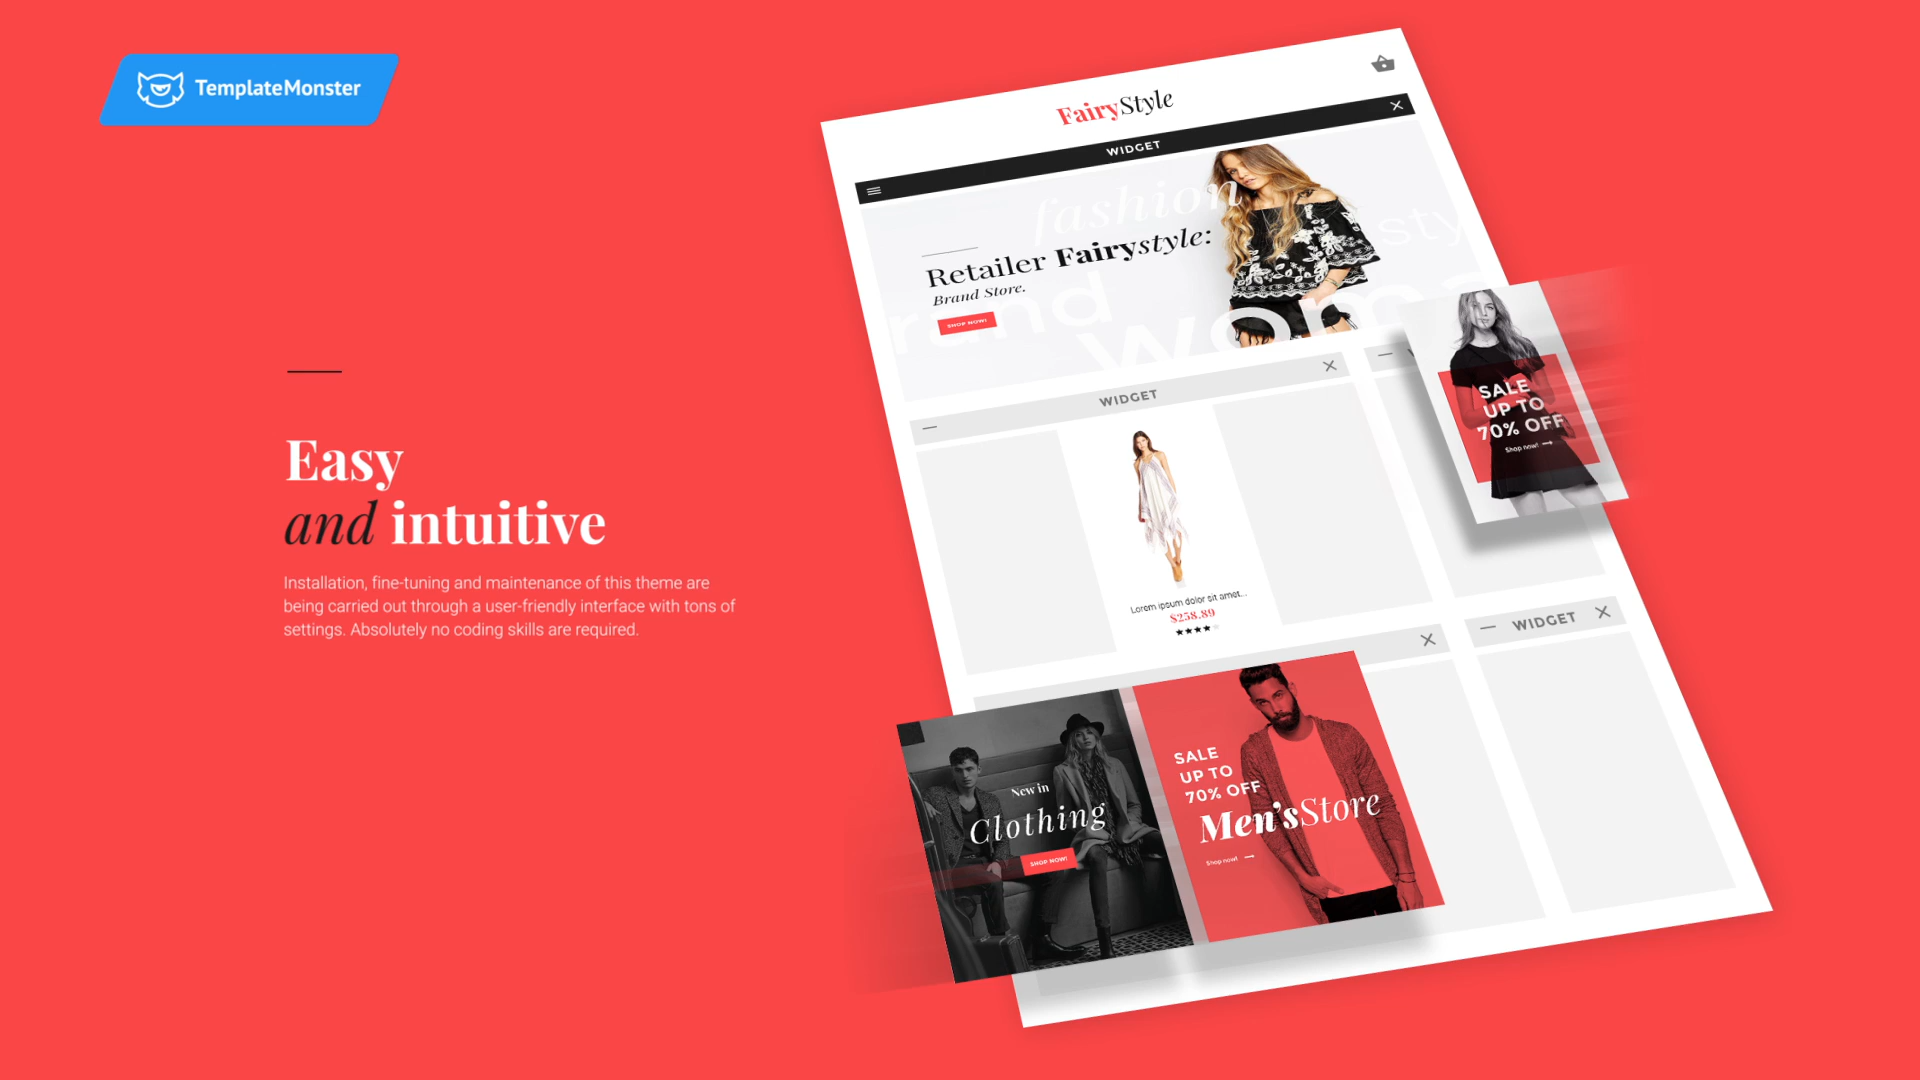 TemplateMonster
Easy
and intuitive
Installation, fine-tuning and maintenance of this theme are
being carried out through a user-friendly interface with tons of
settings. Absolutely no coding skills are required.
FairyStyle
WIDGET
fashion
sty
Retailer Fairystyle:
Brand Store.
SHOP NOW!
rand
woma
WIDGET
SALE
UP TO
70% OFF
Shop now!
Lorem ipsum dolor sit amet...
$258.89
WIDGET
New in
Clothing
SHOP NOW!
SALE
UP TO
70% OFF
Men'sStore
Shop now!